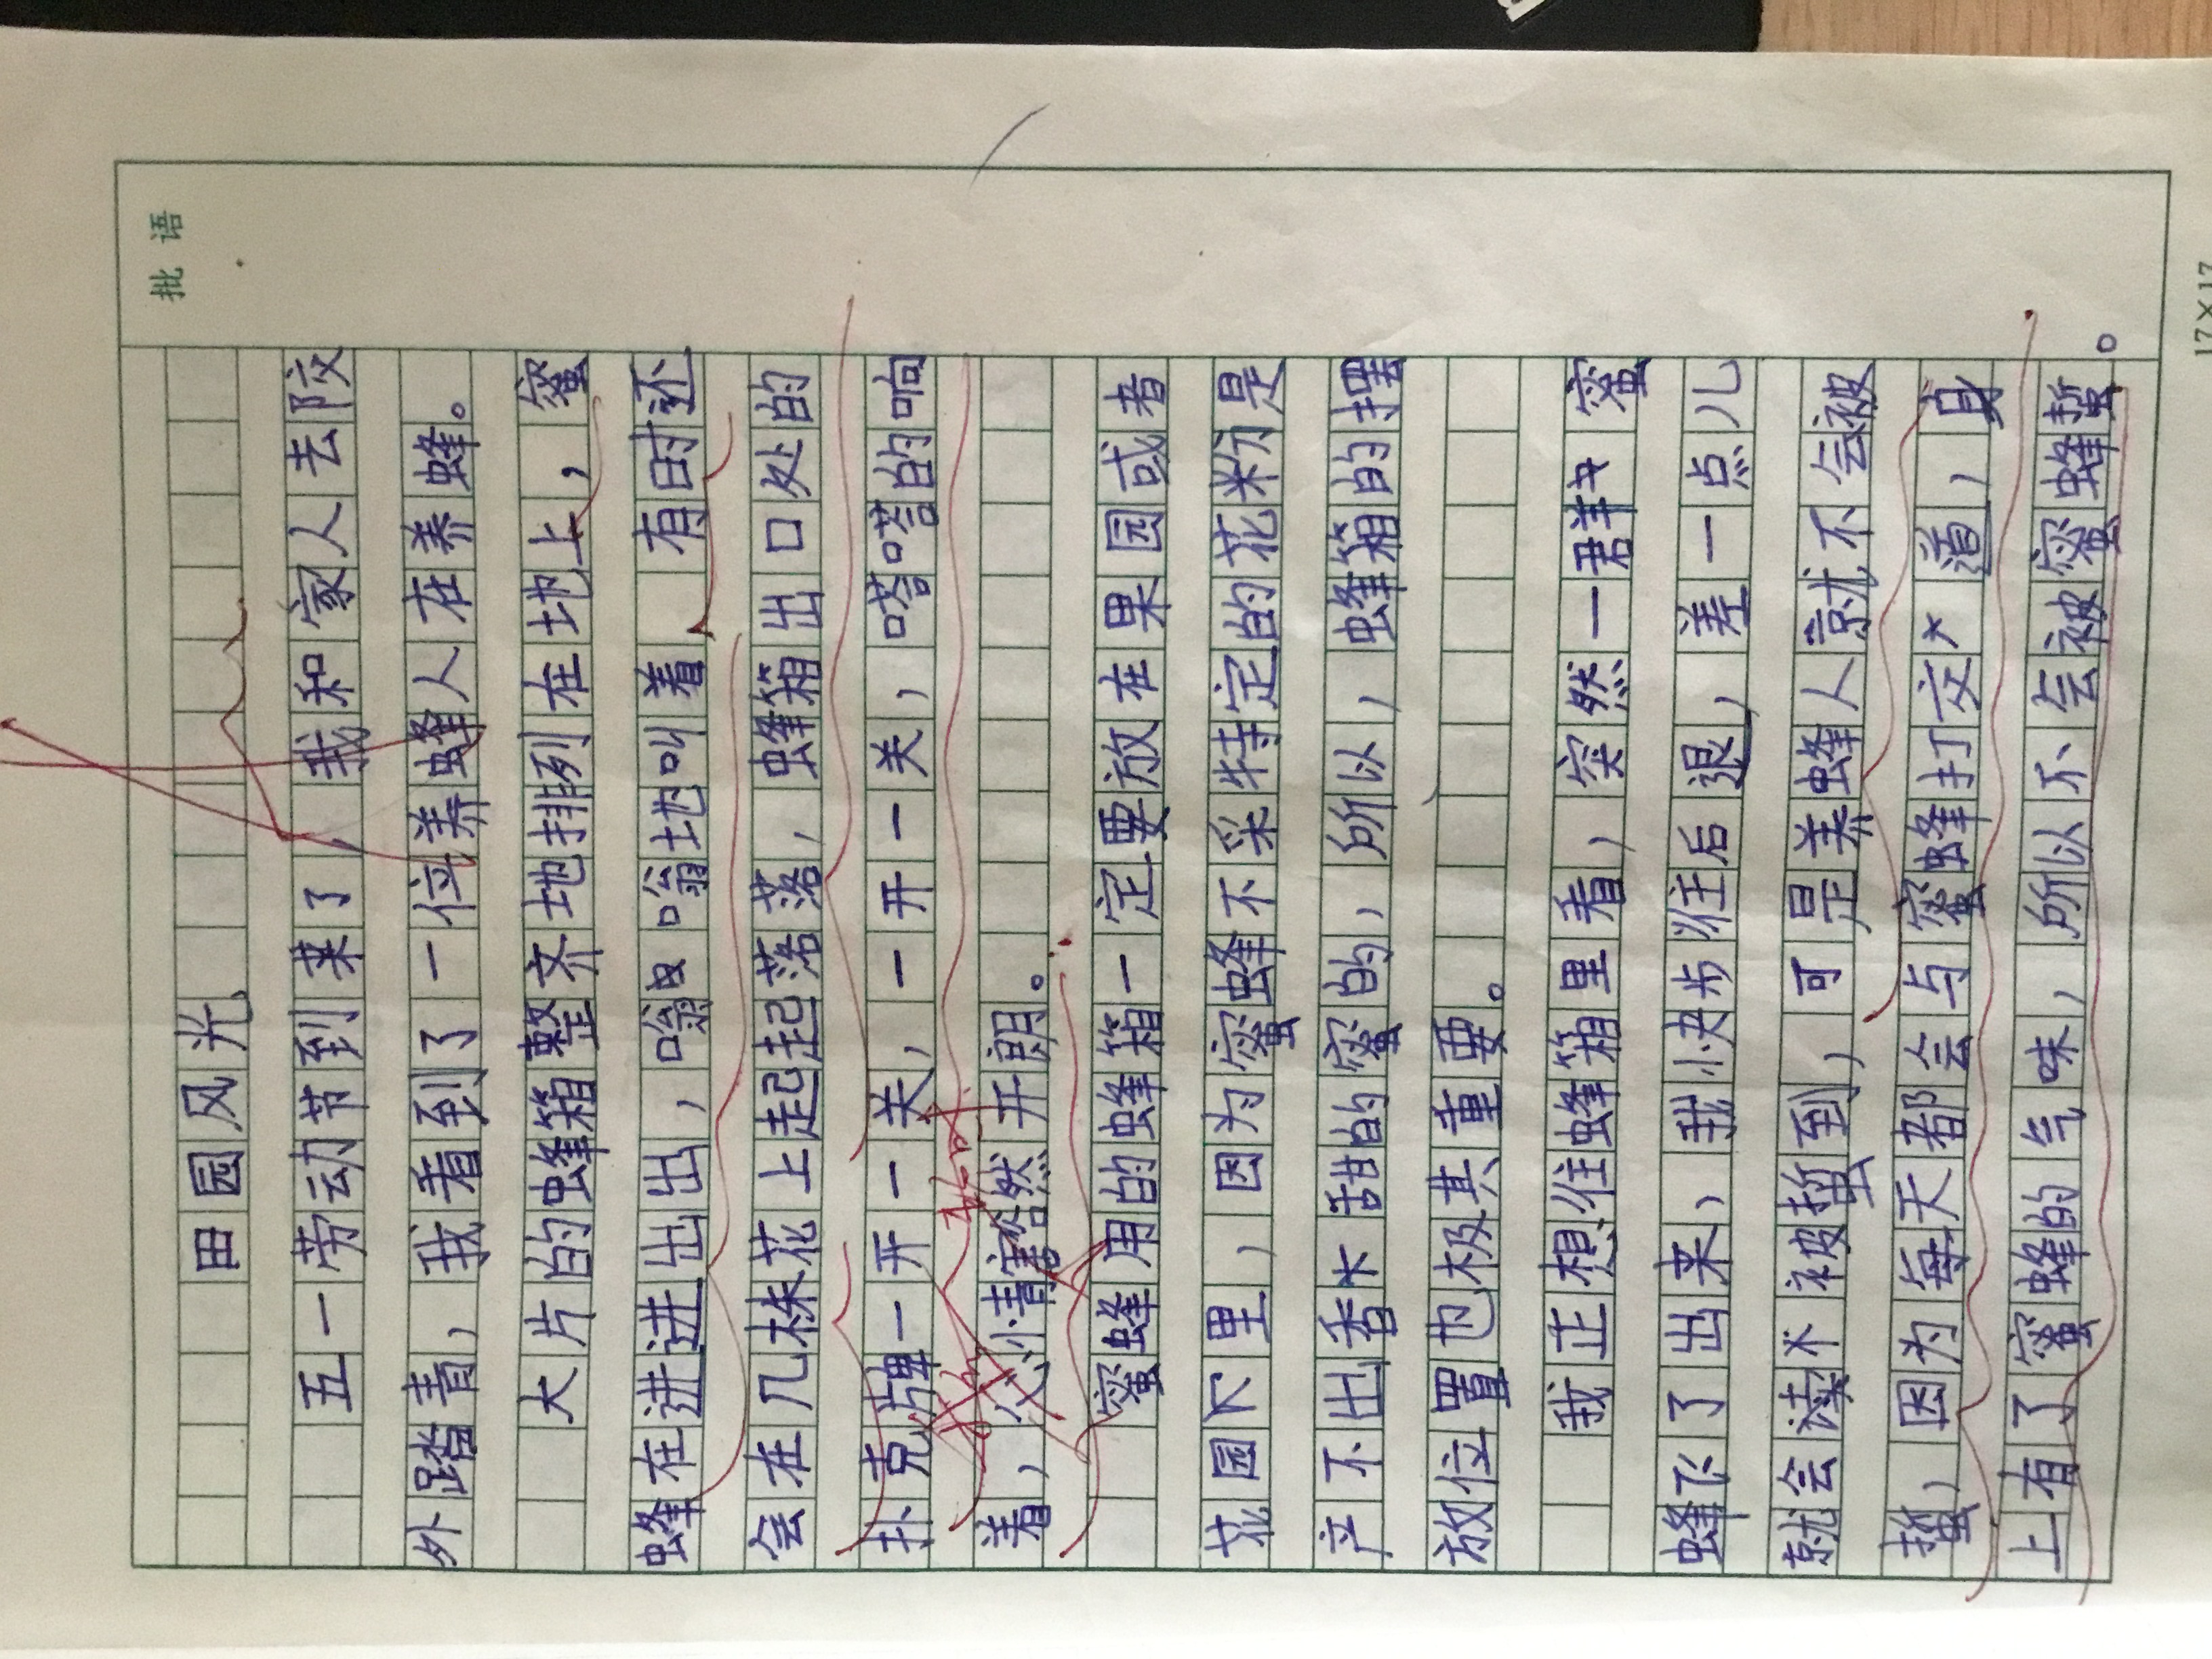 批语
田园风光
五一劳动节到来了，我和家人去郊
外踏青，我看到了一位养蜂人在养蜂。
大片的蜂箱整齐地排列在地上，蜜
蜂在进进出出，嗡嗡地叫着，有时还
会在几株花上起起落落，蜂箱出口处的
扑克牌一开一关，一开一关，嗒嗒的响
着，心情豁然开朗。
蜜蜂用的蜂箱一定要放在果园或者
花园里，因为蜜蜂不采特定的花粉是
产不出香甜的蜜的，所以，蜂箱的摆
放位置也极其重要。
我正想往蜂箱里看，突然一群蜜
蜂飞了出来，我快步往后退，差一点儿
就会被蜇到，可是养蜂人就不会被
蜇，因为每天都会与蜜蜂打交道，身
上有了蜜蜂的气味，所以不会被蜜蜂蜇。
17×17